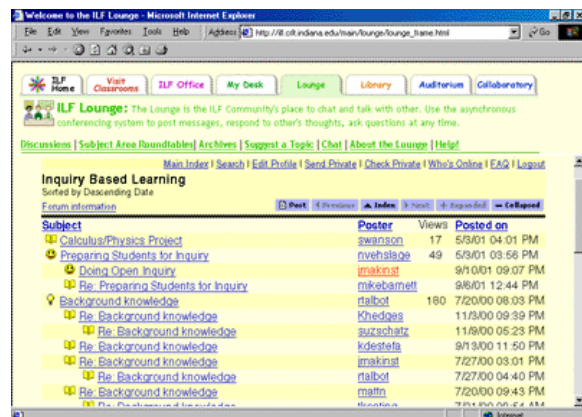 Welcome to the ILF Lounge - Microsoft Internet Explorer
File Edit View Favorites Tools Help Address http://ilf.crlt.indiana.edu/main/lounge/lounge_frame.html Go
ILF Home Visit Classrooms ILF Office My Desk Lounge Library Auditorium Collaboratory
ILF Lounge: The Lounge is the ILF Community's place to chat and talk with other. Use the asynchronous
conferencing system to post messages, respond to other's thoughts, ask questions at any time.
Discussions | Subject Area Roundtables | Archives | Suggest a Topic | Chat | About the Lounge | Help!
Main Index | Search | Edit Profile | Send Private | Check Private | Who's Online | FAQ | Logout
Inquiry Based Learning
Sorted by Descending Date
Forum information Post Previous Index Next Expanded Collapsed
Subject Poster Views Posted on
Calculus/Physics Project swanson 17 5/3/01 04:01 PM
Preparing Students for Inquiry nvehslage 49 5/3/01 03:56 PM
Doing Open Inquiry jmakinst 9/10/01 09:07 PM
Re: Preparing Students for Inquiry mikebarnett 9/6/01 12:44 PM
Background knowledge rtalbot 160 7/20/00 08:03 PM
Re: Background knowledge Khedges 11/3/00 09:39 PM
Re: Background knowledge suzschatz 11/9/00 05:23 PM
Re: Background knowledge kdestefa 9/13/00 11:50 PM
Re: Background knowledge jmakinst 7/27/00 03:01 PM
Re: Background knowledge rtalbot 7/27/00 04:40 PM
Re: Background knowledge mattn 7/20/00 09:43 PM
Internet